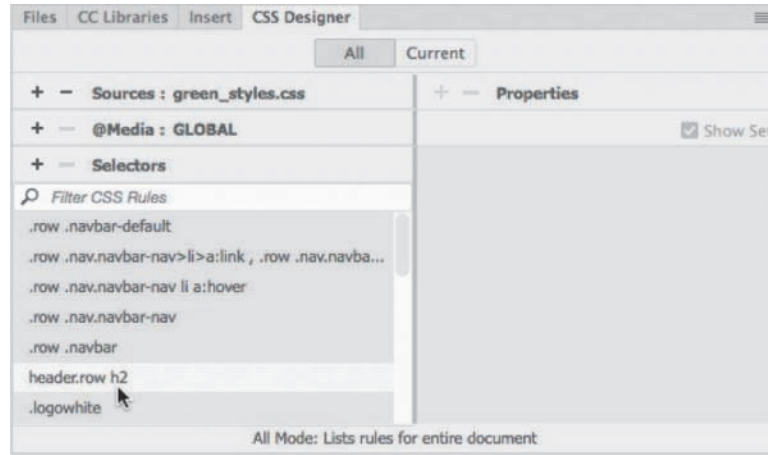 Files CC Libraries Insert CSS Designer
All Current
+ - Sources : green_styles.css
+ - @Media : GLOBAL
+ - Selectors
Filter CSS Rules
.row .navbar-default
.row .nav.navbar-nav>li>a:link , .row .nav.navba...
.row .nav.navbar-nav li a:hover
.row .nav.navbar-nav
.row .navbar
header.row h2
.logowhite
+ - Properties
Show Set
All Mode: Lists rules for entire document